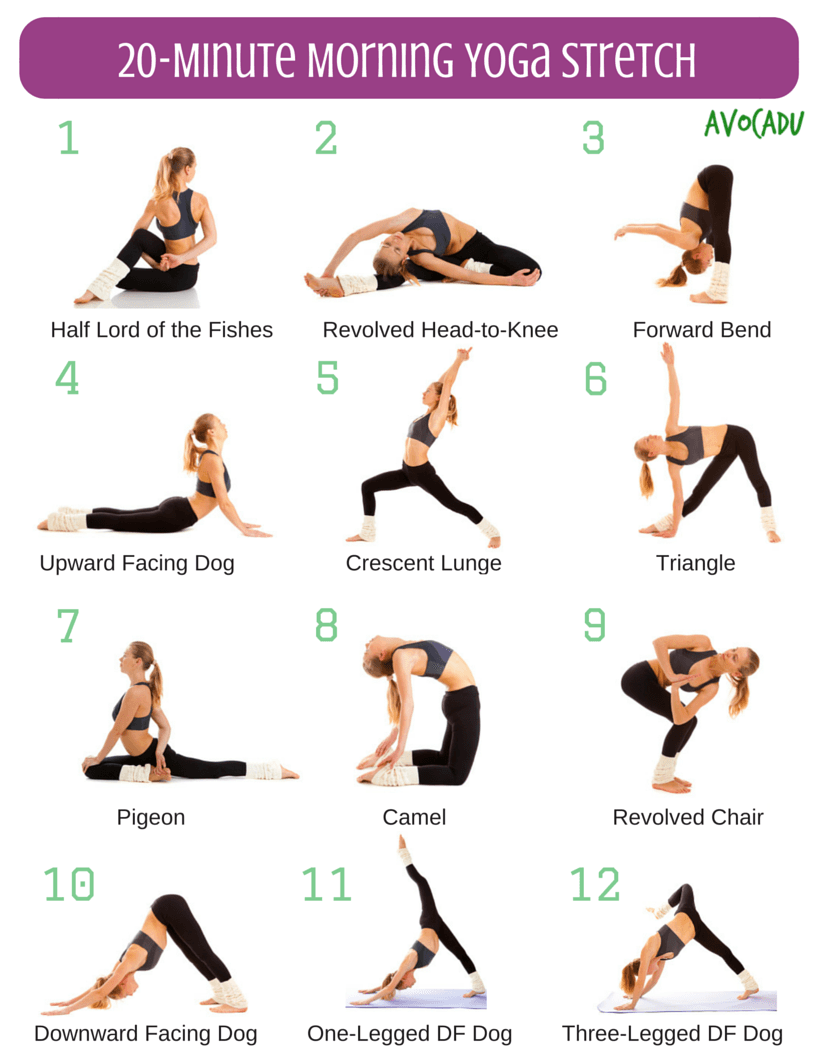 20-Minute Morning Yoga Stretch
AVOCADU
1
2
3
Half Lord of the Fishes
Revolved Head-to-Knee
Forward Bend
4
5
6
Upward Facing Dog
Crescent Lunge
Triangle
7
8
9
Pigeon
Camel
Revolved Chair
10
11
12
Downward Facing Dog
One-Legged DF Dog
Three-Legged DF Dog